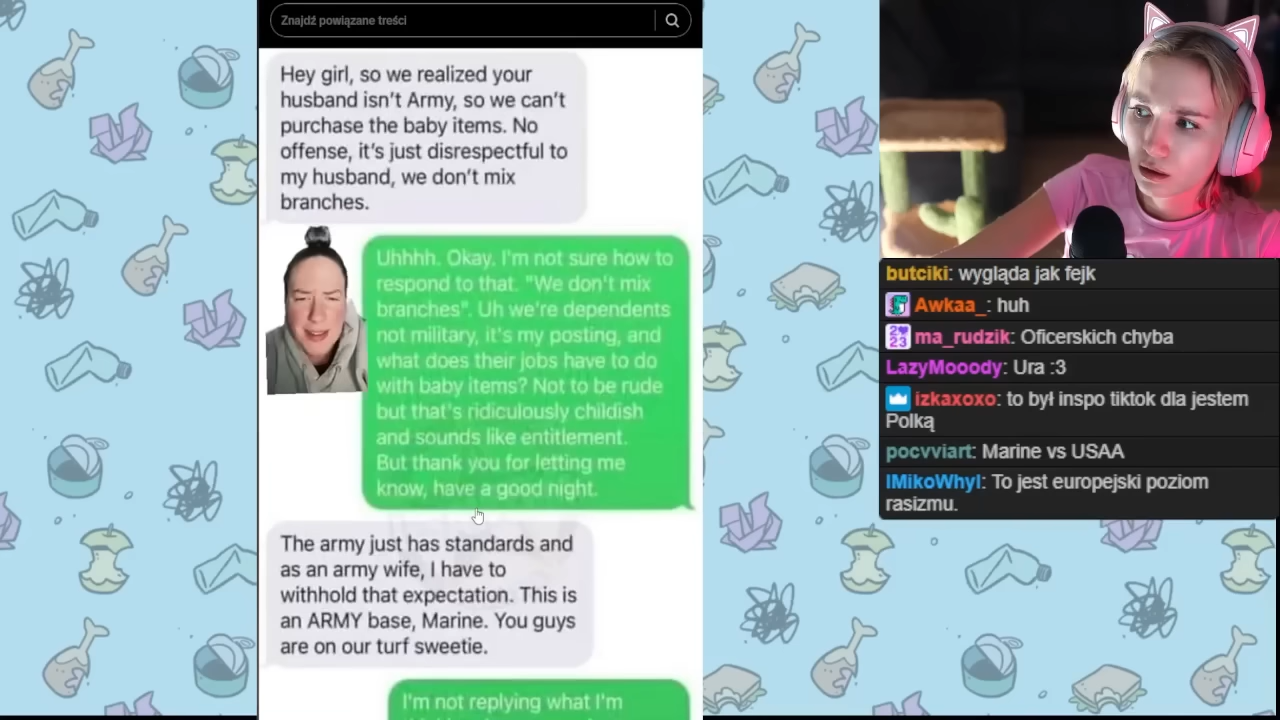 Znajdź powiązane treści
Hey girl, so we realized your
husband isn't Army, so we can't
purchase the baby items. No
offense, it's just disrespectful to
my husband, we don't mix
branches.
Uhhhh. Okay. I'm not sure how to
respond to that. "We don't mix
branches". Uh we're dependents
not military, it's my posting, and
what does their jobs have to do
with baby items? Not to be rude
but that's ridiculously childish
and sounds like entitlement.
But thank you for letting me
know, have a good night.
The army just has standards and
as an army wife, I have to
withhold that expectation. This is
an ARMY base, Marine. You guys
are on our turf sweetie.
I'm not replying what I'm
butciki: wygląda jak fejk
Awkaa_: huh
2 23
ma_rudzik: Oficerskich chyba
LazyMooody: Ura :3
izkaxoxo: to był inspo tiktok dla jestem
Polką
pocvviart: Marine vs USAA
IMikoWhyI: To jest europejski poziom
rasizmu.